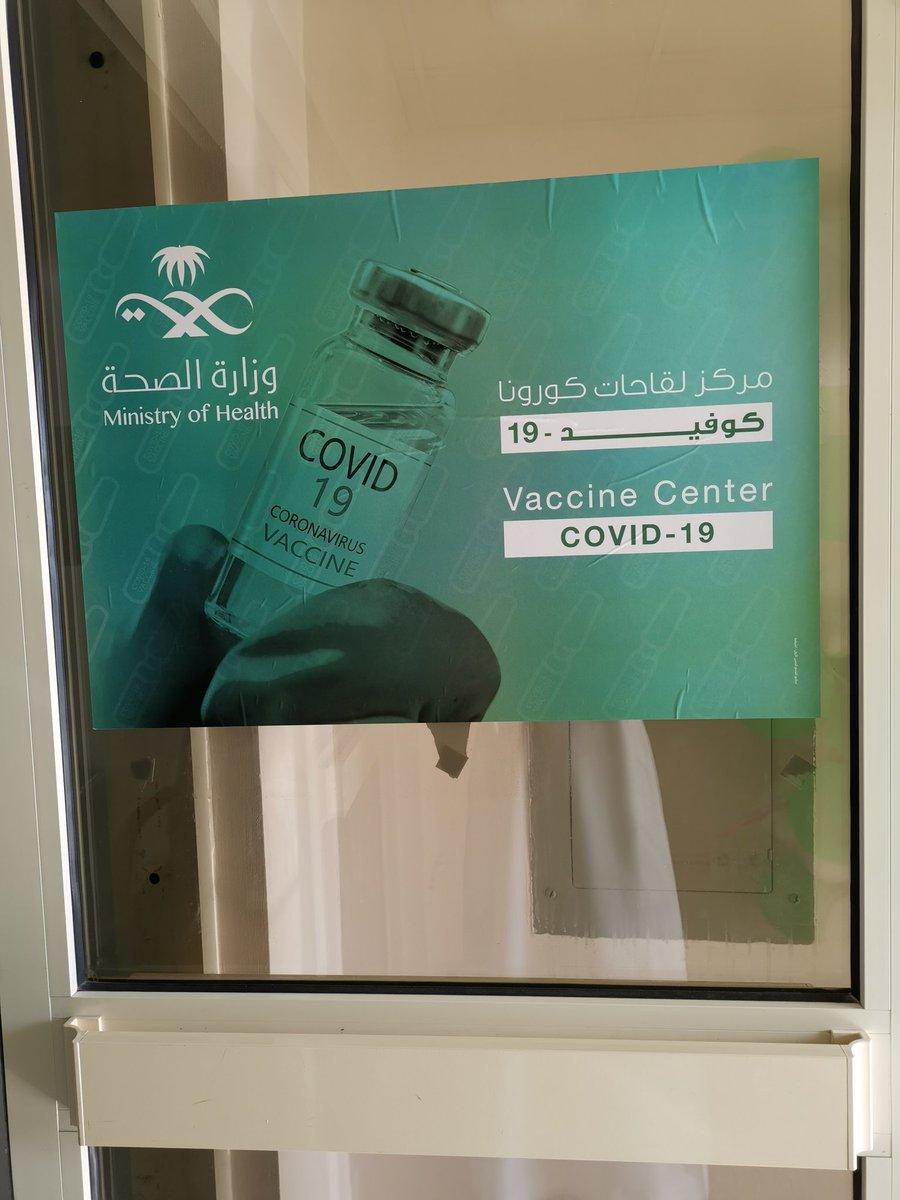 وزارة الصحة
Ministry of Health
COVID
19
CORONAVIRUS
VACCINE
مركز لقاحات كورونا
كوفيد - 19
Vaccine Center
COVID-19